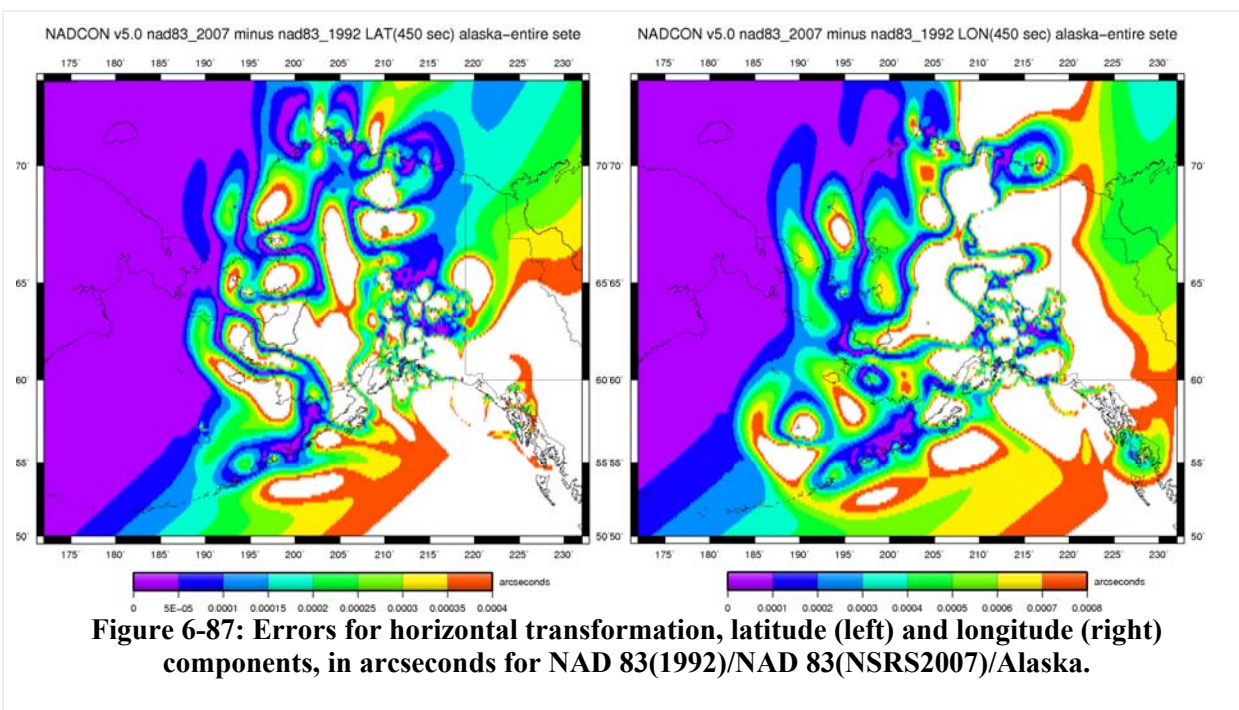 NADCON v5.0 nad83_2007 minus nad83_1992 LAT(450 sec) alaska−entire sete
NADCON v5.0 nad83_2007 minus nad83_1992 LON(450 sec) alaska−entire sete
175˚ 180˚ 185˚ 190˚ 195˚ 200˚ 205˚ 210˚ 215˚ 220˚ 225˚ 230˚
175˚ 180˚ 185˚ 190˚ 195˚ 200˚ 205˚ 210˚ 215˚ 220˚ 225˚ 230˚
70˚ 70˚ 70˚ 70˚
65˚ 65˚ 65˚ 65˚
60˚ 60˚ 60˚ 60˚
55˚ 55˚ 55˚ 55˚
50˚ 50˚ 50˚ 50˚
175˚ 180˚ 185˚ 190˚ 195˚ 200˚ 205˚ 210˚ 215˚ 220˚ 225˚ 230˚
175˚ 180˚ 185˚ 190˚ 195˚ 200˚ 205˚ 210˚ 215˚ 220˚ 225˚ 230˚
arcseconds
0 5E−05 0.0001 0.00015 0.0002 0.00025 0.0003 0.00035 0.0004
arcseconds
0 0.0001 0.0002 0.0003 0.0004 0.0005 0.0006 0.0007 0.0008
Figure 6-87: Errors for horizontal transformation, latitude (left) and longitude (right)
components, in arcseconds for NAD 83(1992)/NAD 83(NSRS2007)/Alaska.